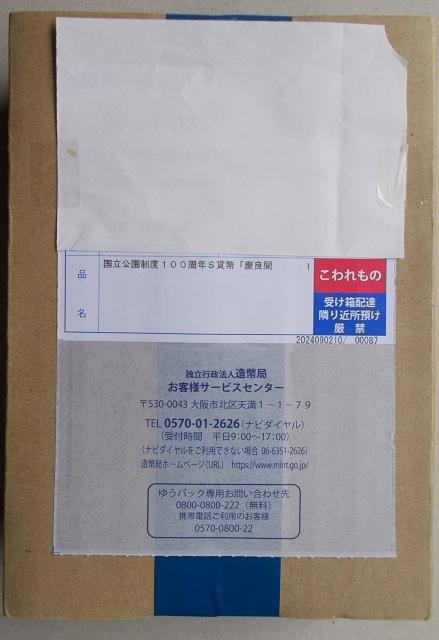 品名
国立公園制度１００周年Ｓ貨幣「慶良間 1
こわれもの
受け箱配達
隣り近所預け
厳禁
2024090210/ 00087
独立行政法人造幣局
お客様サービスセンター
〒530-0043 大阪市北区天満１－１－７９
TEL 0570-01-2626(ナビダイヤル)
(受付時間 平日9:00～17:00)
(ナビダイヤルをご利用できない場合 06-6351-2626)
造幣局ホームページ(URL) https://www.mint.go.jp/
ゆうパック専用お問い合わせ先
0800-0800-222（無料）
携帯電話ご利用のお客様
0570-0800-22